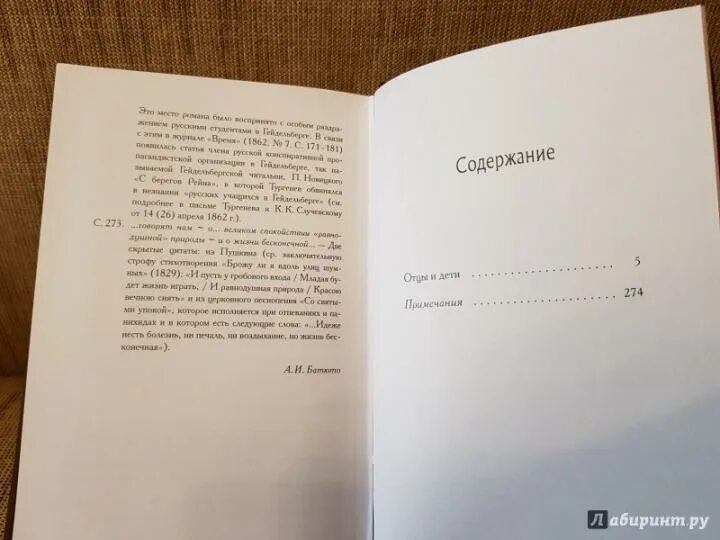 Это место романа было воспринято с особым раздра-
жением русскими студентами в Гейдельберге. В связи
с этим в журнале «Время» (1862, № 7. С. 171–181)
появилась статья члена русской конспиративной про-
пагандистской организации в Гейдельберге, так на-
зываемой Гейдельбергской читальни, П. Новицкого
«С берегов Рейна», в которой Тургенев обвинялся
в незнании «русских учащихся в Гейдельберге» (см.
подробнее в письме Тургенева к К. К. Случевскому
от 14 (26) апреля 1862 г.).
С. 273. ...говорят нам ~ о... великом спокойствии «равно-
душной» природы ~ и о жизни бесконечной... — Две
скрытые цитаты: из Пушкина (ср. заключительную
строфу стихотворения «Брожу ли я вдоль улиц шум-
ных» (1829): «И пусть у гробового входа / Младая буд-
ет жизнь играть, / И равнодушная природа / Красою
вечною сиять» и из церковного песнопения «Со святы-
ми упокой», которое исполняется при отпеваниях и па-
нихидах и в котором есть следующие слова: «...Идеже
несть болезнь, ни печаль, ни воздыхание, но жизнь бес-
конечная»).
А. И. Батюто
Содержание
Отцы и дети . . . . . . . . . . . . . . . . . . . . 5
Примечания . . . . . . . . . . . . . . . . . . . . 274
Лабиринт.ру